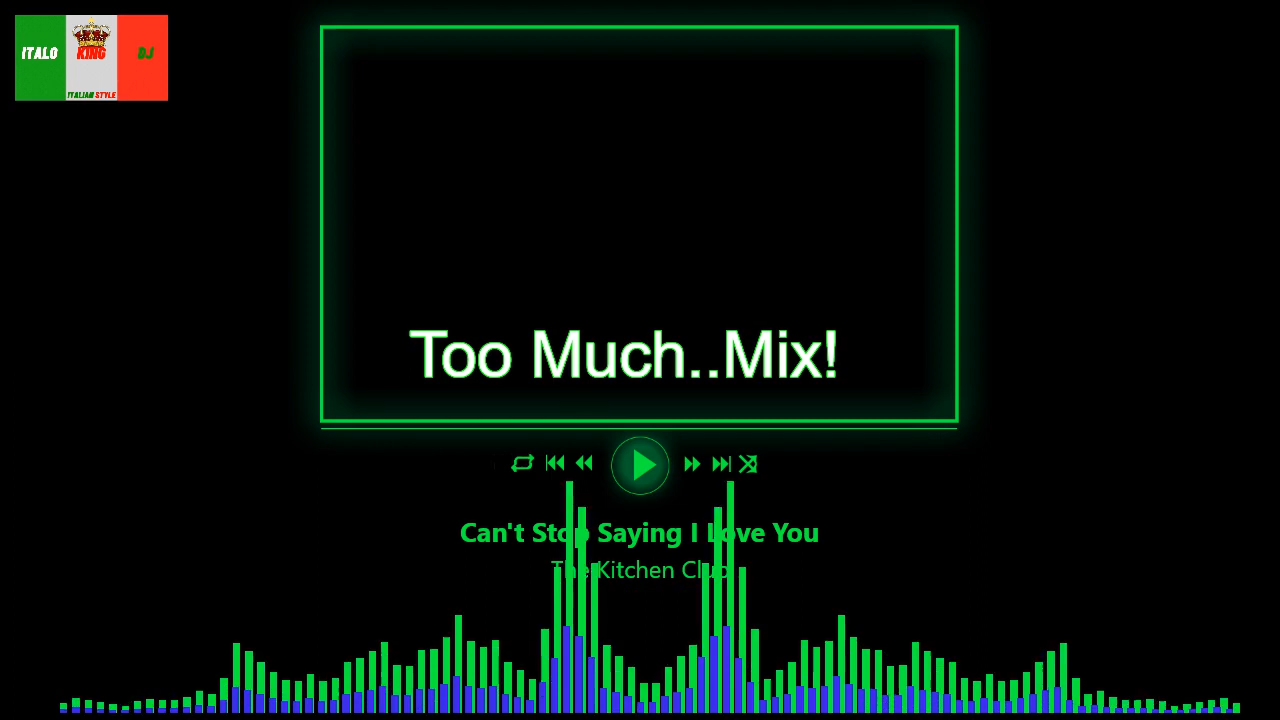 ITALO KING DJ
ITALIAN STYLE
Too Much..Mix!
Can't Stop Saying I Love You
The Kitchen Club